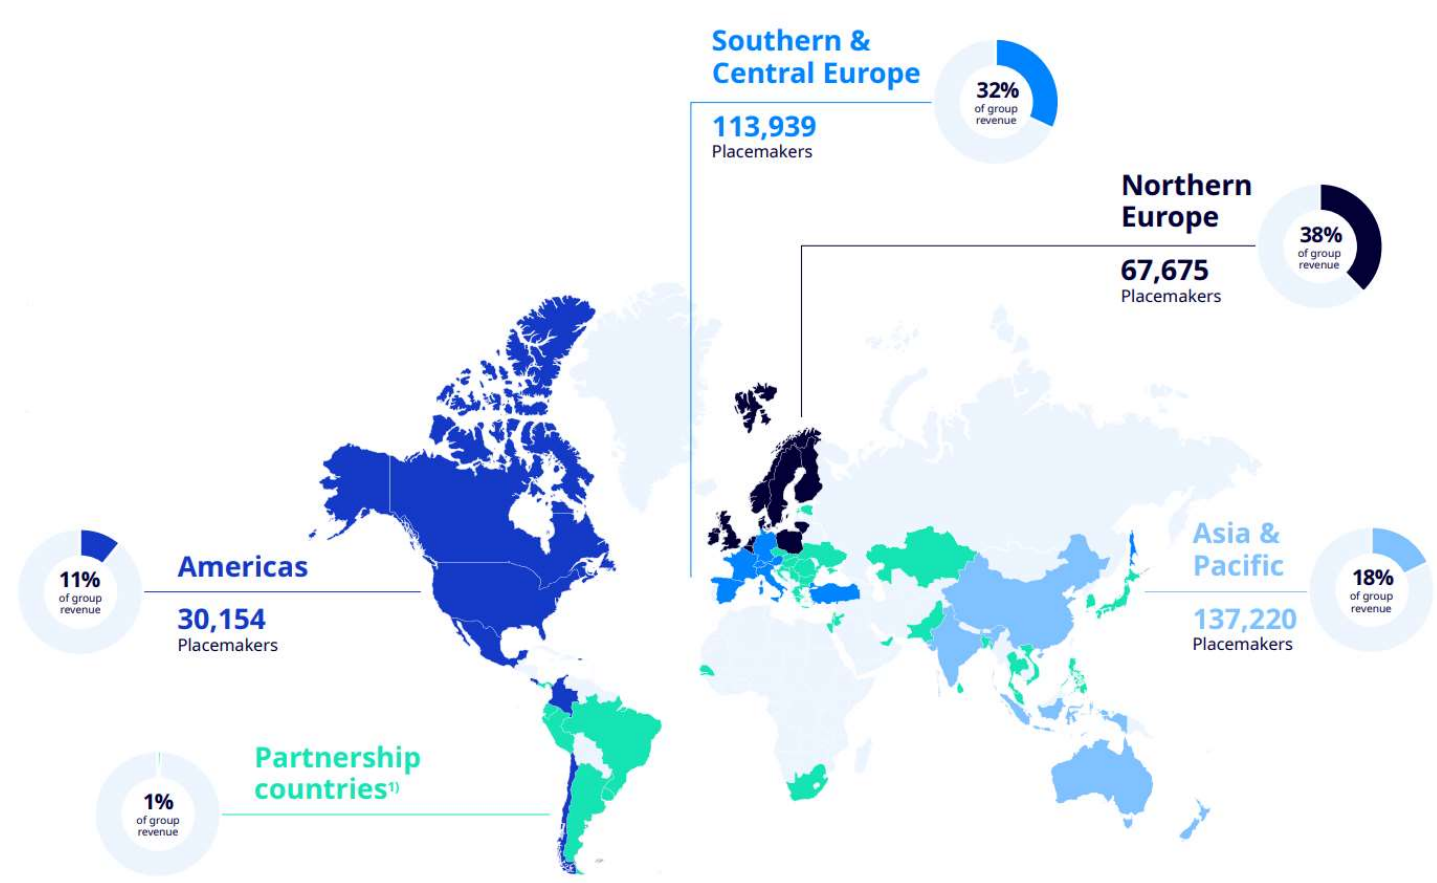 Southern &
Central Europe
113,939
Placemakers
32%
of group
revenue
Northern
Europe
67,675
Placemakers
38%
of group
revenue
Americas
30,154
Placemakers
11%
of group
revenue
Asia &
Pacific
137,220
Placemakers
18%
of group
revenue
Partnership
countries¹⁾
1%
of group
revenue